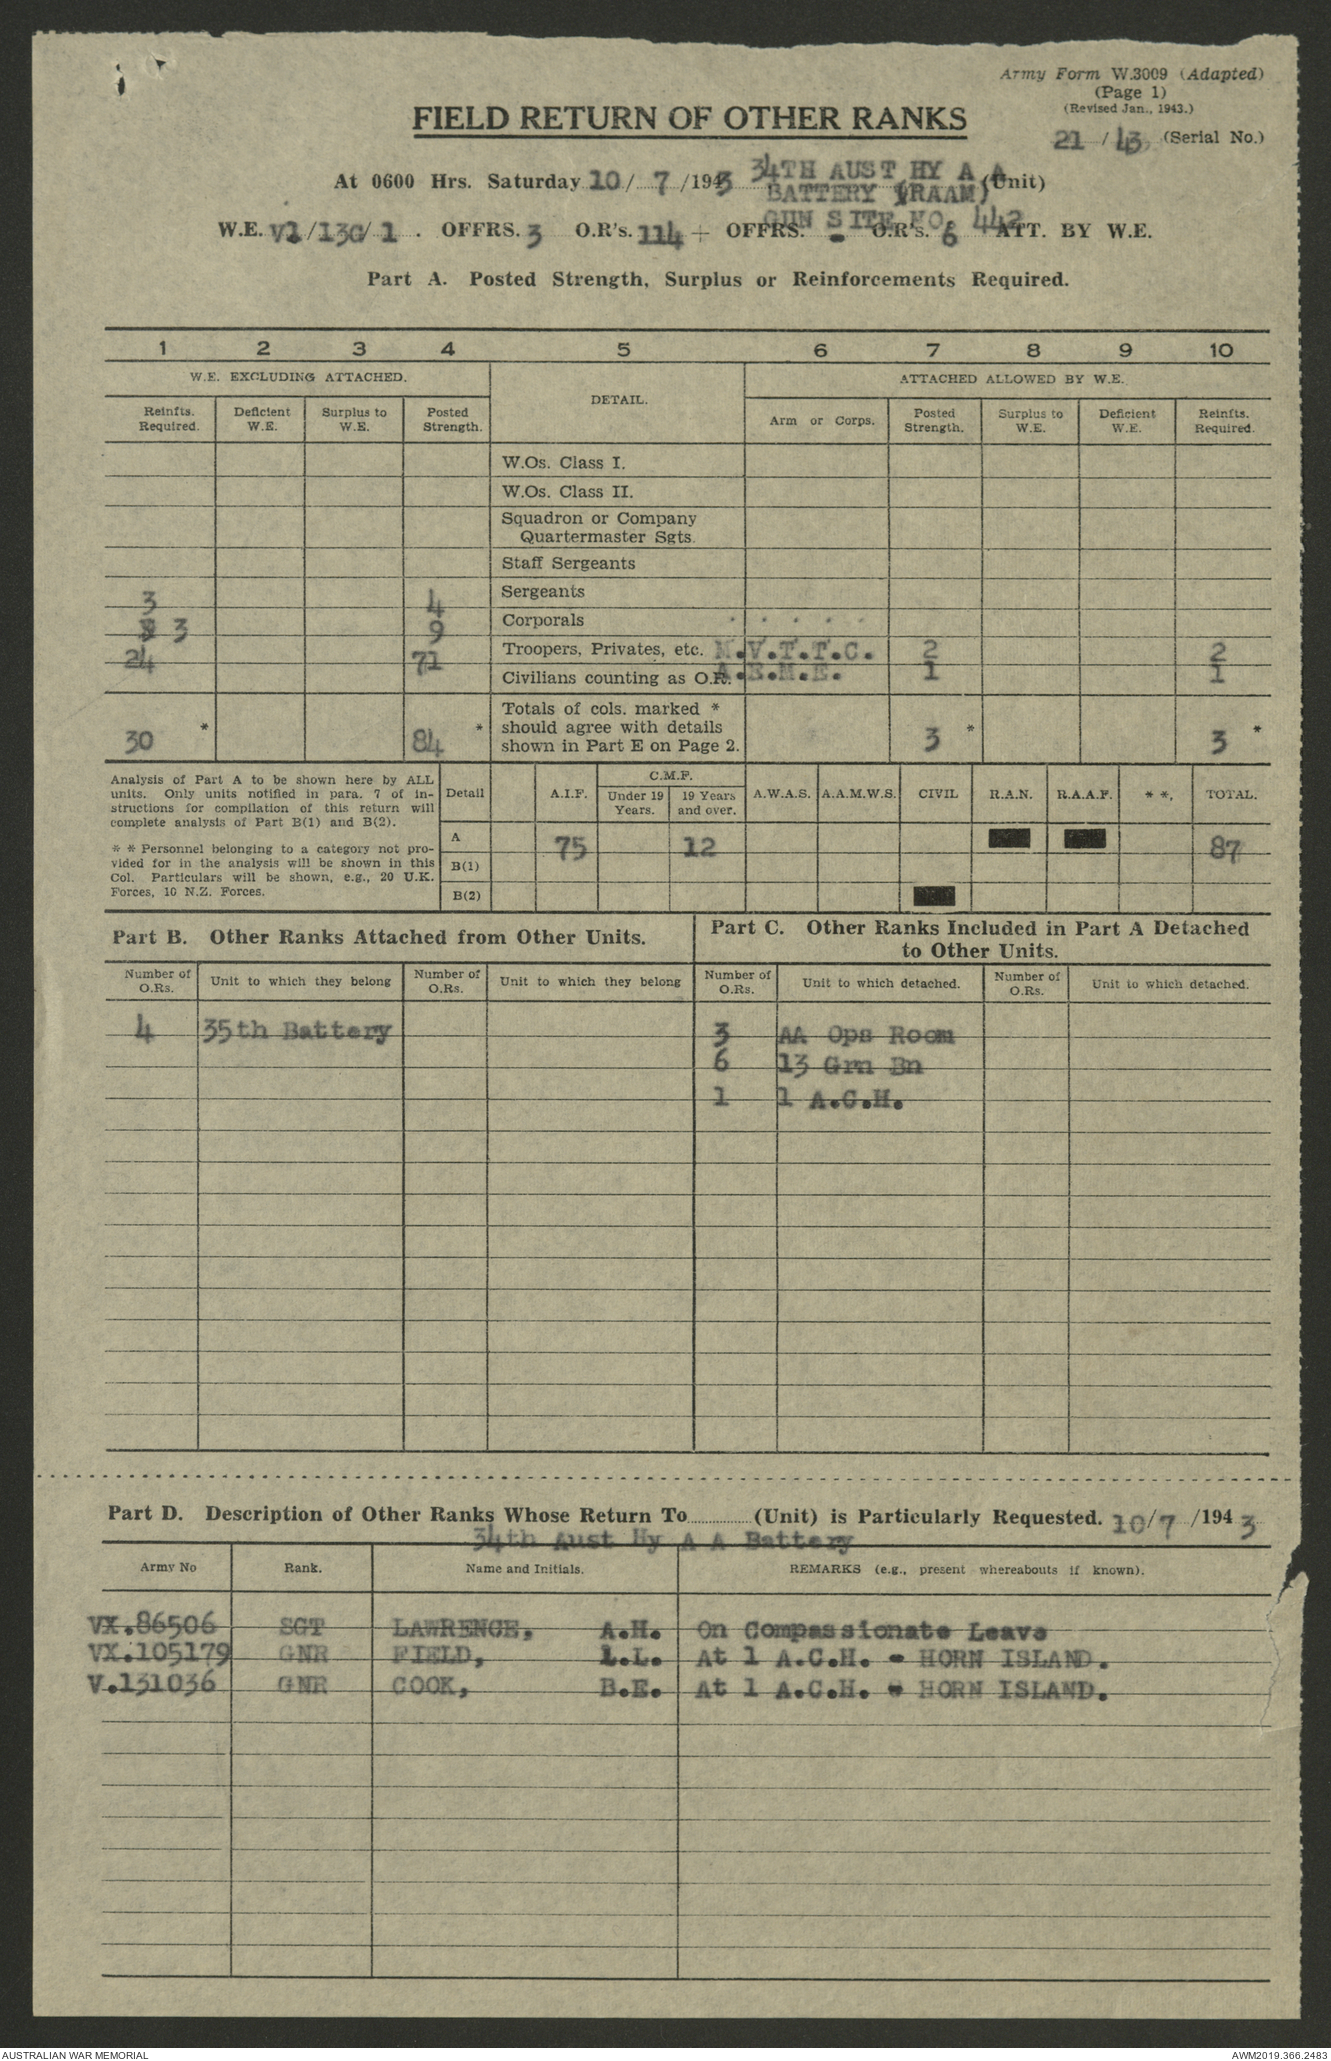 Army Form W.3009 (Adapted)
(Page 1)
(Revised Jan., 1943.)
FIELD RETURN OF OTHER RANKS
21 / 43 (Serial No.)
At 0600 Hrs. Saturday 10 / 7 /1943 34TH AUST HY A A (Unit)
BATTERY (RAAM)
GUN SITE NO. 442
W.E. V1/13C/1 . OFFRS. 3 O.R's. 114 + OFFRS. - O.R's. 6 ATT. BY W.E.
Part A. Posted Strength, Surplus or Reinforcements Required.
1 2 3 4 5 6 7 8 9 10
W.E. EXCLUDING ATTACHED. DETAIL. ATTACHED ALLOWED BY W.E.
Reinfts. Required. Deficient W.E. Surplus to W.E. Posted Strength. Arm or Corps. Posted Strength. Surplus to W.E. Deficient W.E. Reinfts. Required.
W.Os. Class I.
W.Os. Class II.
Squadron or Company
Quartermaster Sgts.
Staff Sergeants
3 4 Sergeants
3 9 Corporals
24 71 Troopers, Privates, etc. N.V.T.T.C. 2 2
Civilians counting as O.R. A.E.M.E. 1 1
Totals of cols. marked *
should agree with details
shown in Part E on Page 2.
30 * 84 * 3 * 3 *
Analysis of Part A to be shown here by ALL
units. Only units notified in para. 7 of in-
structions for compilation of this return will
complete analysis of Part B(1) and B(2).
* * Personnel belonging to a category not pro-
vided for in the analysis will be shown in this
Col. Particulars will be shown, e.g., 20 U.K.
Forces, 10 N.Z. Forces.
Detail A.I.F. C.M.F. Under 19 Years. 19 Years and over. A.W.A.S. A.A.M.W.S. CIVIL R.A.N. R.A.A.F. * *, TOTAL.
A 75 12 87
B(1)
B(2)
Part B. Other Ranks Attached from Other Units.
Part C. Other Ranks Included in Part A Detached
to Other Units.
Number of O.Rs. Unit to which they belong Number of O.Rs. Unit to which they belong Number of O.Rs. Unit to which detached. Number of O.Rs. Unit to which detached.
4 35th Battery 3 AA Ops Room
6 13 Grn Bn
1 1 A.C.H.
Part D. Description of Other Ranks Whose Return To (Unit) is Particularly Requested. 10/7 /1943
34th Aust Hy A A Battery
Army No Rank. Name and Initials. REMARKS (e.g., present whereabouts if known).
VX.86506 SGT LAWRENCE, A.H. On Compassionate Leave
VX.105179 GNR FIELD, L.L. At 1 A.C.H. - HORN ISLAND.
V.131036 GNR COOK, B.E. At 1 A.C.H. - HORN ISLAND.
AUSTRALIAN WAR MEMORIAL AWM2019.366.2483